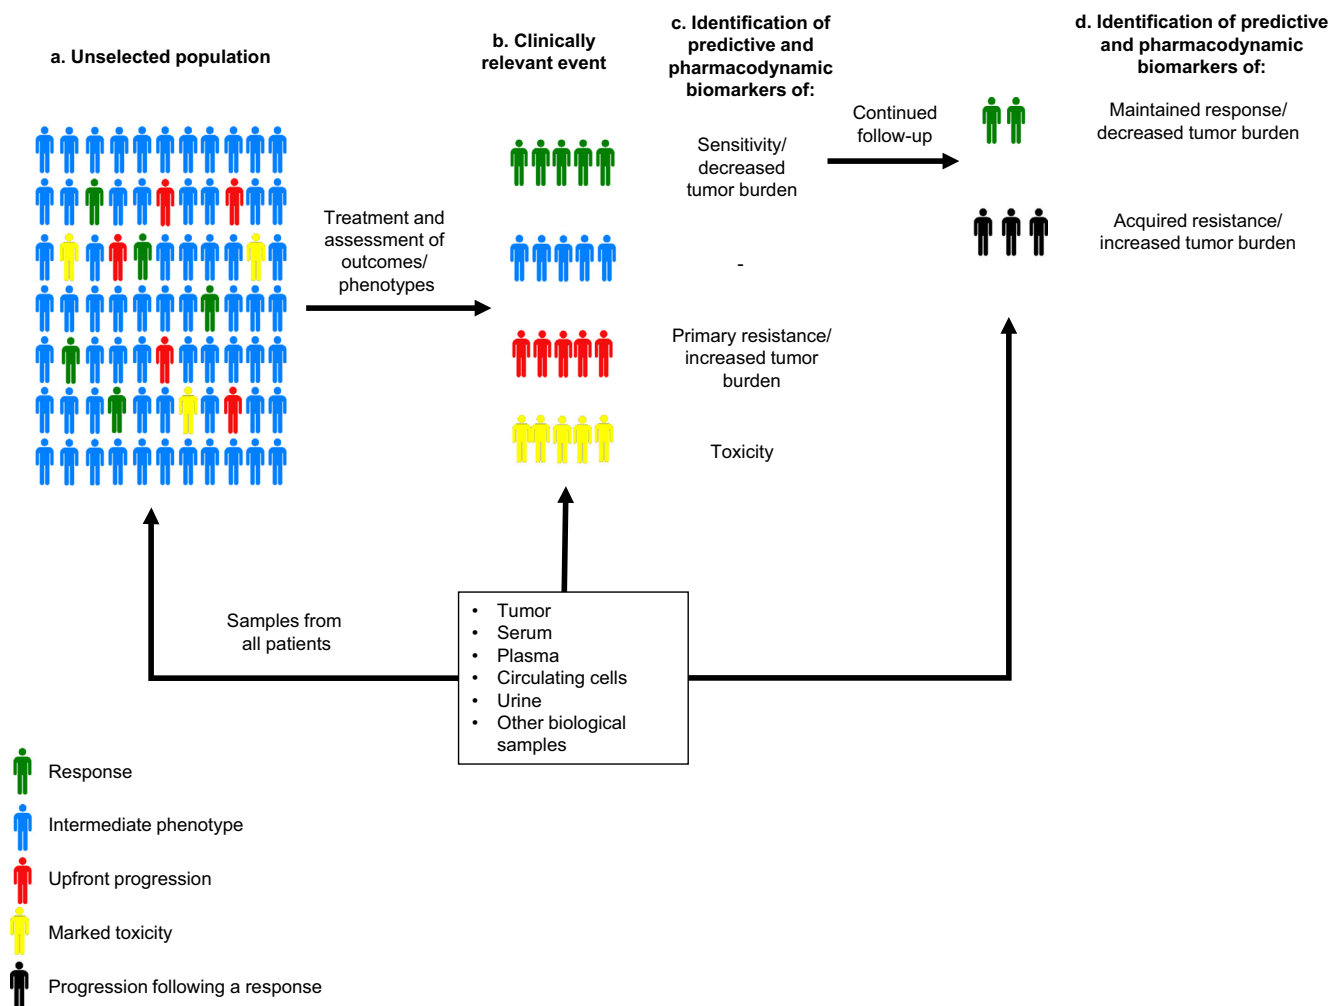 a. Unselected population
b. Clinically
relevant event
c. Identification of
predictive and
pharmacodynamic
biomarkers of:
d. Identification of predictive
and pharmacodynamic
biomarkers of:
Treatment and
assessment of
outcomes/
phenotypes
Sensitivity/
decreased
tumor burden
-
Primary resistance/
increased tumor
burden
Toxicity
Continued
follow-up
Maintained response/
decreased tumor burden
Acquired resistance/
increased tumor burden
Samples from
all patients
• Tumor
• Serum
• Plasma
• Circulating cells
• Urine
• Other biological
samples
Response
Intermediate phenotype
Upfront progression
Marked toxicity
Progression following a response